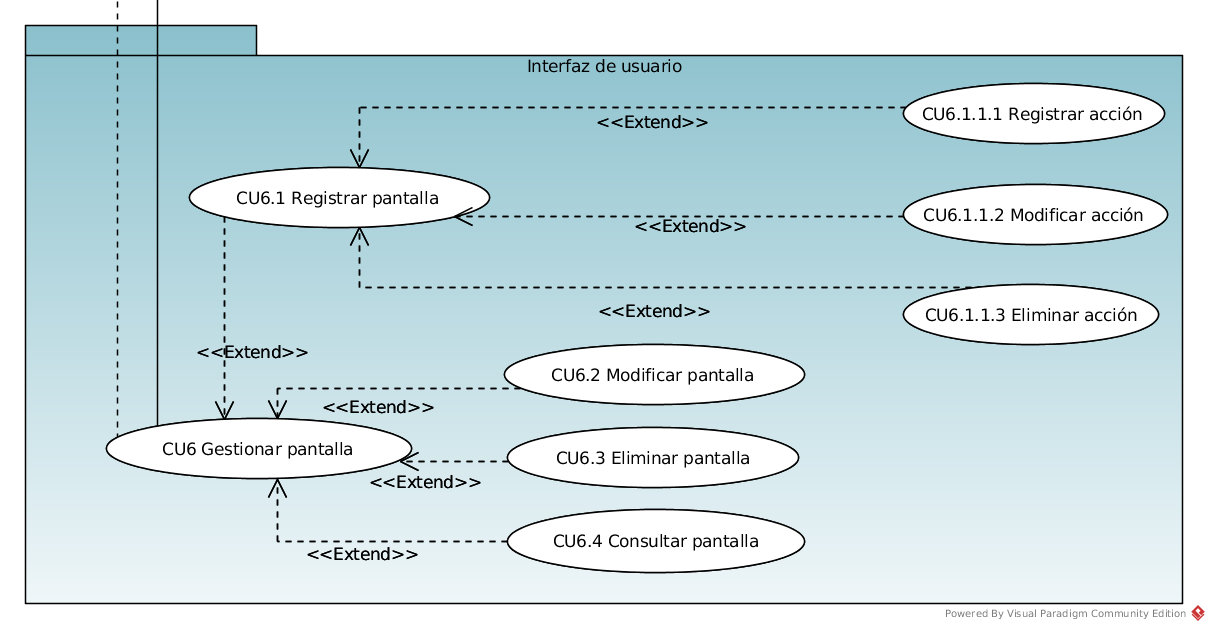 Interfaz de usuario
CU6.1.1.1 Registrar acción
<<Extend>>
CU6.1 Registrar pantalla
CU6.1.1.2 Modificar acción
<<Extend>>
<<Extend>>
CU6.1.1.3 Eliminar acción
<<Extend>>
CU6.2 Modificar pantalla
<<Extend>>
CU6 Gestionar pantalla
CU6.3 Eliminar pantalla
<<Extend>>
CU6.4 Consultar pantalla
<<Extend>>
Powered By Visual Paradigm Community Edition